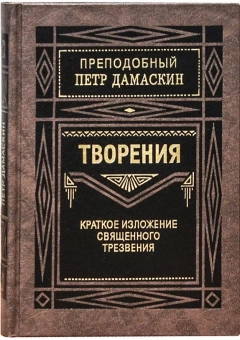 ПРЕПОДОБНЫЙ
ПЕТР ДАМАСКИН
ТВОРЕНИЯ
КРАТКОЕ ИЗЛОЖЕНИЕ
СВЯЩЕННОГО
ТРЕЗВЕНИЯ
ПЕТР ДАМАСКИН